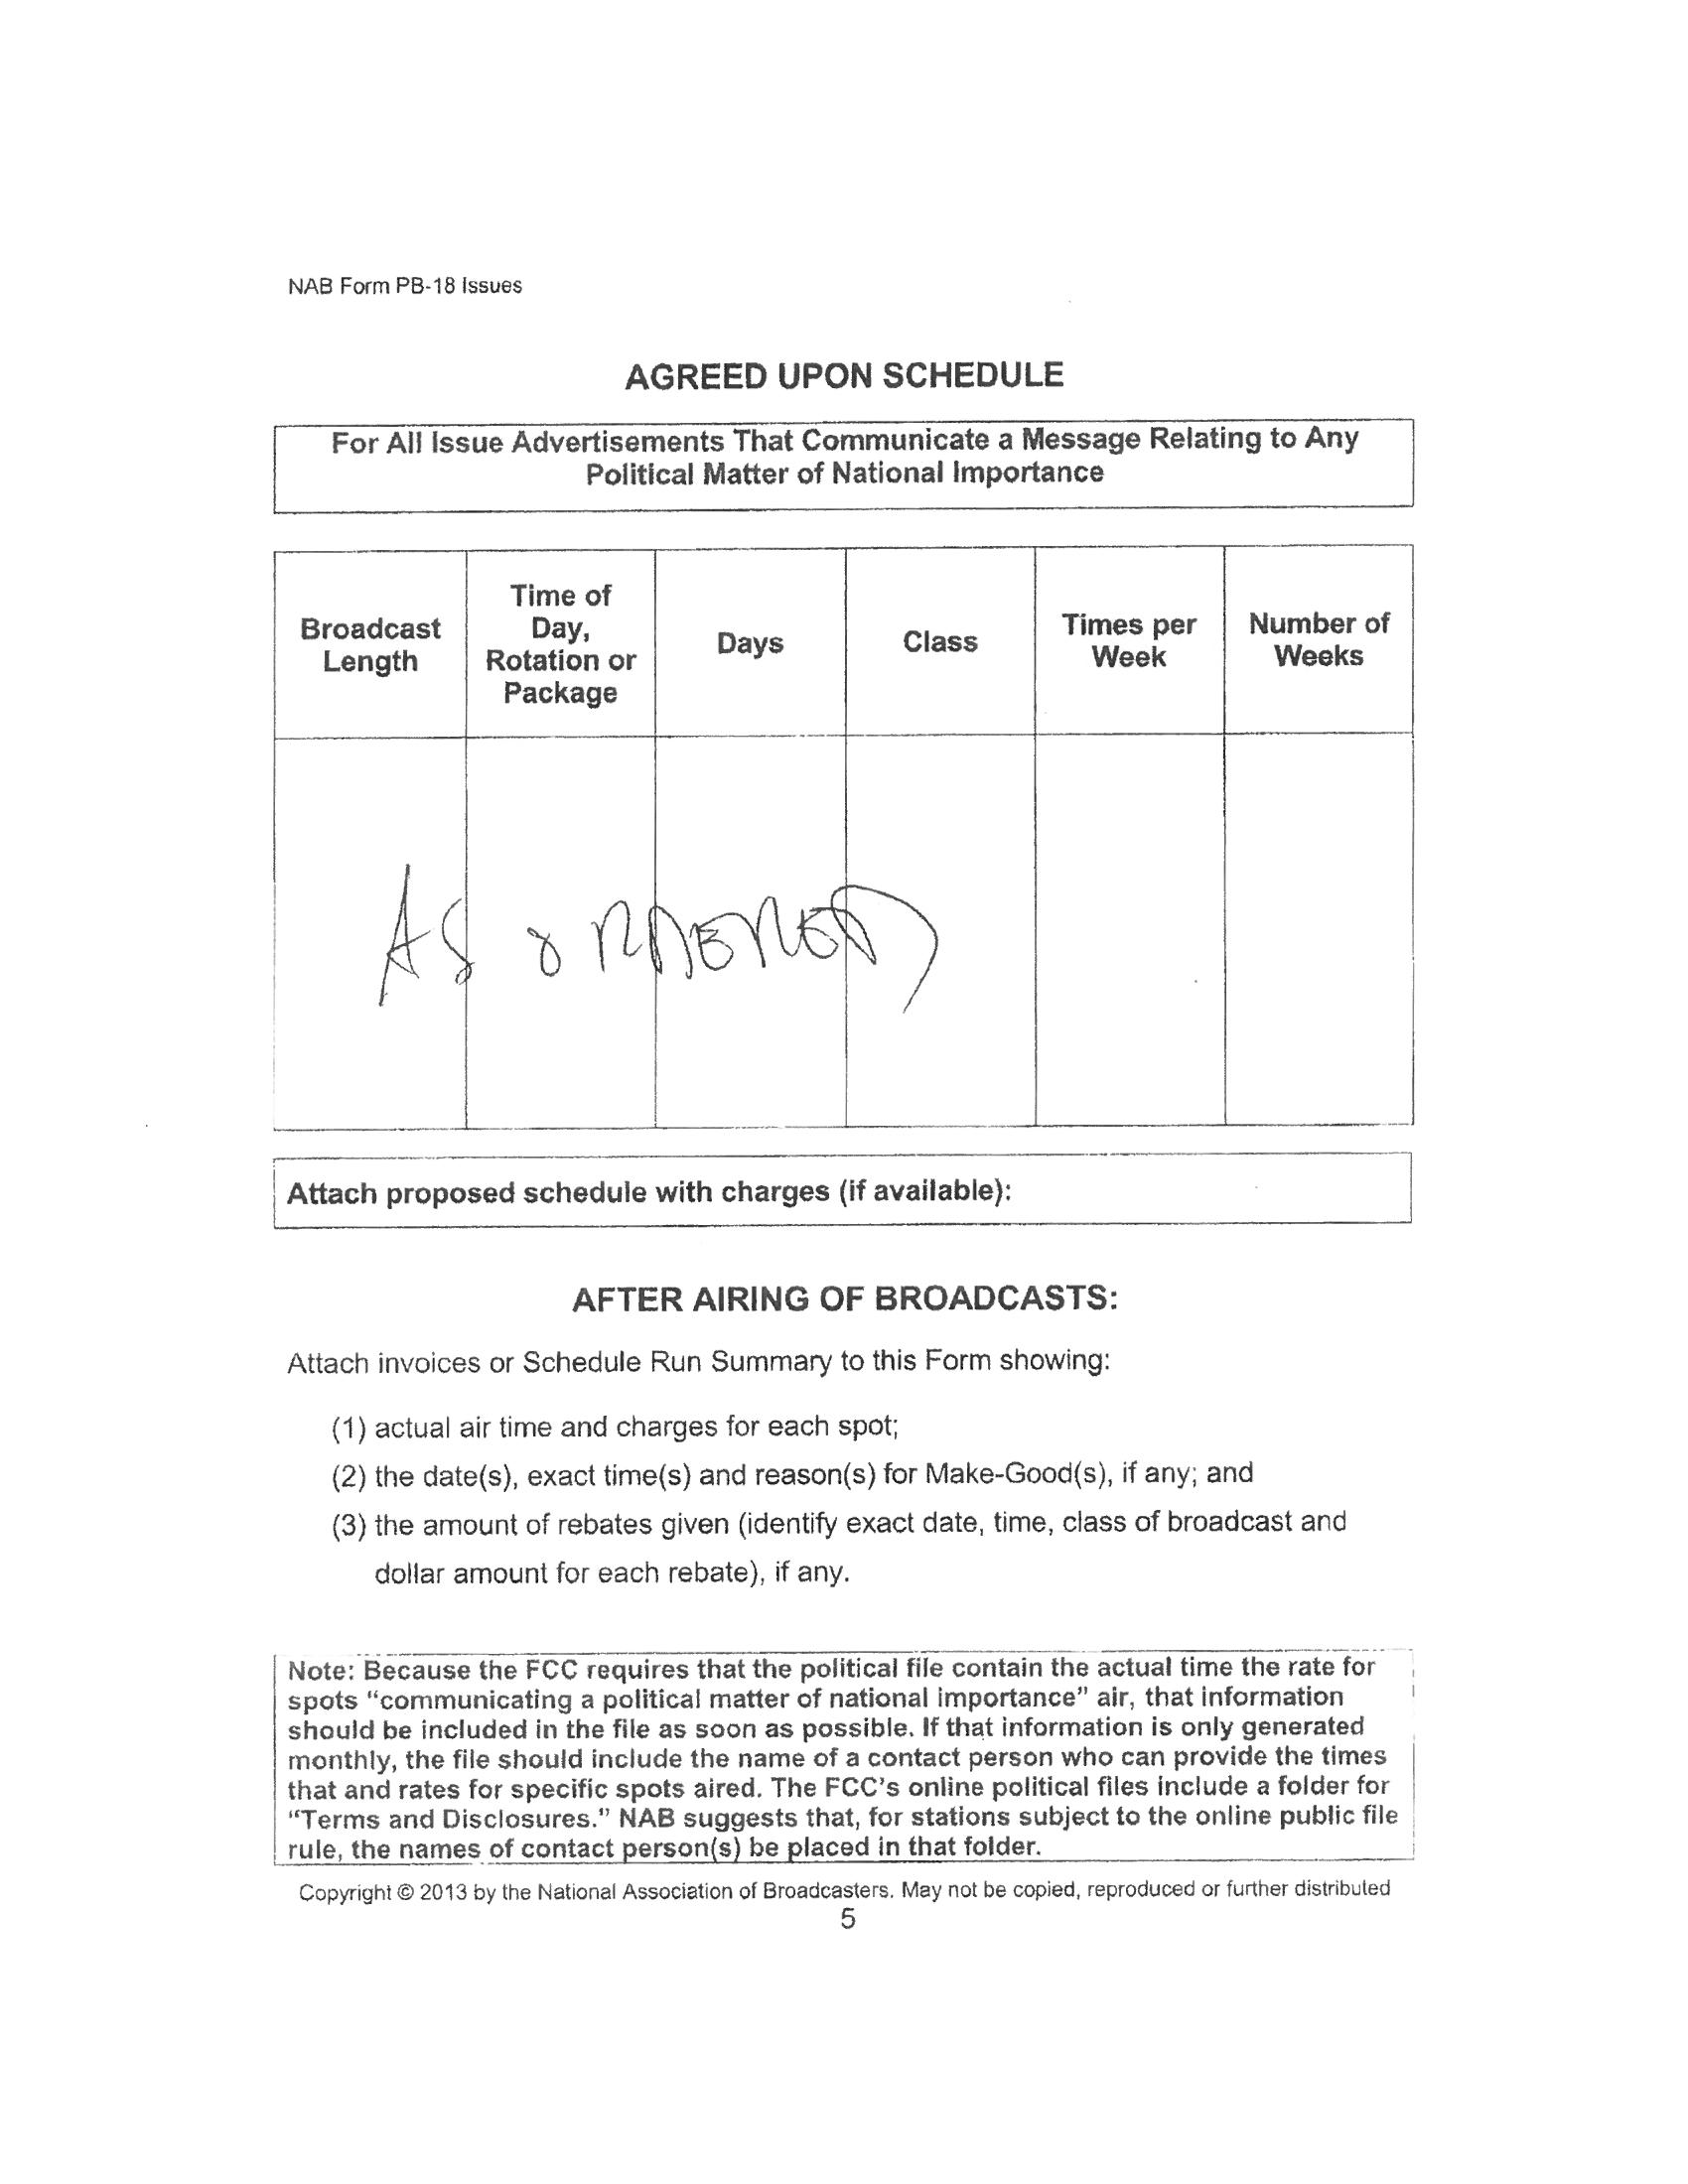 NAB Form PB-18 Issues
AGREED UPON SCHEDULE
For All Issue Advertisements That Communicate a Message Relating to Any
Political Matter of National Importance
Broadcast
Length
Time of
Day,
Rotation or
Package
Days
Class
Times per
Week
Number of
Weeks
AS ORDERED
Attach proposed schedule with charges (if available):
AFTER AIRING OF BROADCASTS:
Attach invoices or Schedule Run Summary to this Form showing:
(1) actual air time and charges for each spot;
(2) the date(s), exact time(s) and reason(s) for Make-Good(s), if any; and
(3) the amount of rebates given (identify exact date, time, class of broadcast and
dollar amount for each rebate), if any.
Note: Because the FCC requires that the political file contain the actual time the rate for
spots “communicating a political matter of national importance” air, that information
should be included in the file as soon as possible. If that information is only generated
monthly, the file should include the name of a contact person who can provide the times
that and rates for specific spots aired. The FCC's online political files include a folder for
“Terms and Disclosures.” NAB suggests that, for stations subject to the online public file
rule, the names of contact person(s) be placed in that folder.
Copyright © 2013 by the National Association of Broadcasters. May not be copied, reproduced or further distributed
5